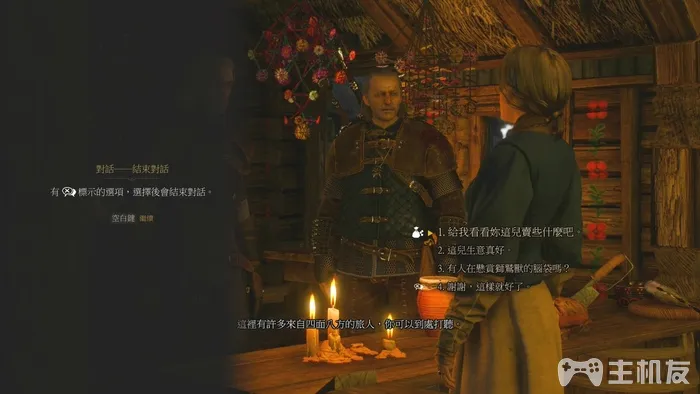 對話──結束對話
有標示的選項，選擇後會結束對話。
空白鍵 繼續
1. 給我看看妳這兒賣些什麼吧。
2. 這兒生意真好。
3. 有人在懸賞獅鷲獸的腦袋嗎？
4. 謝謝，這樣就好了。
這裡有許多來自四面八方的旅人，你可以到處打聽。
主机友